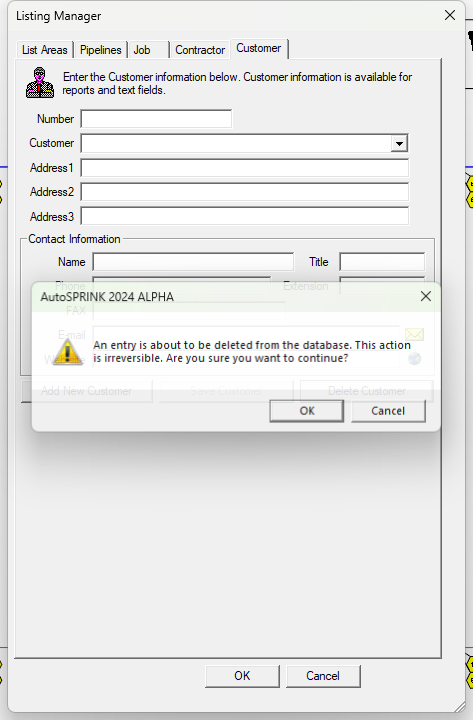 Listing Manager
List Areas
Pipelines
Job
Contractor
Customer
Enter the Customer information below. Customer information is available for
reports and text fields.
Number
Customer
Address1
Address2
Address3
Contact Information
Name
Title
Phone
Extension
AutoSPRINK 2024 ALPHA
FAX
E-mail
An entry is about to be deleted from the database. This action
is irreversible. Are you sure you want to continue?
Add New Customer
Save Customer
Delete Customer
OK
Cancel
OK
Cancel